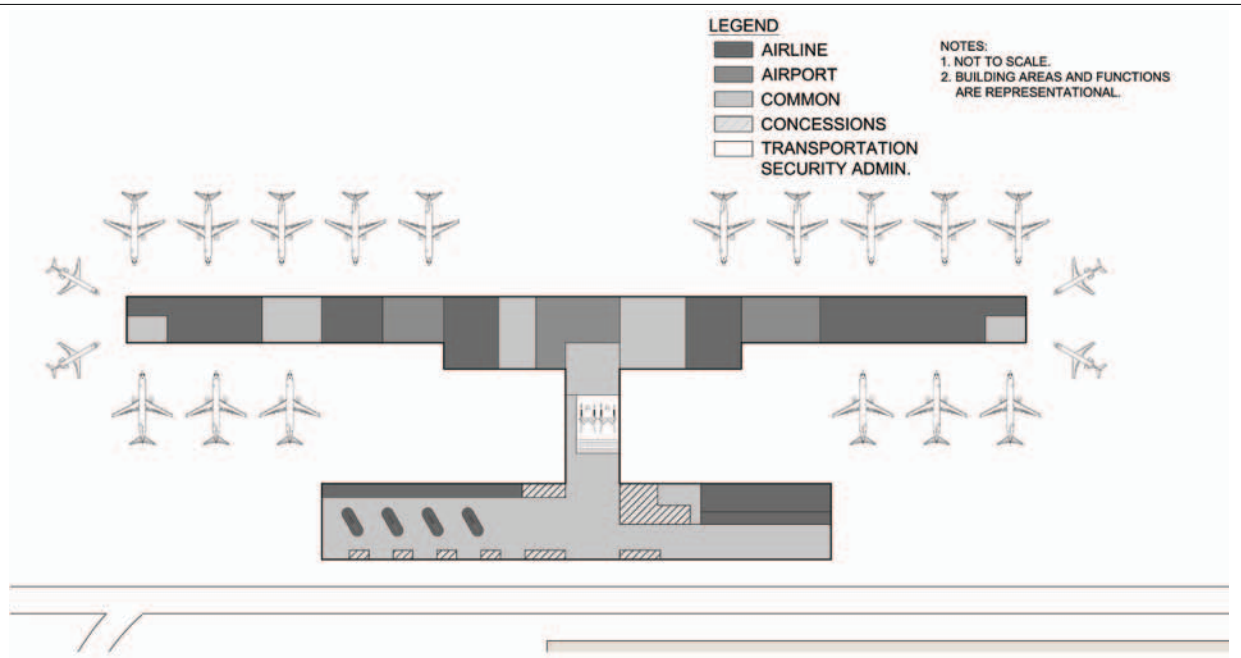 LEGEND
AIRLINE
AIRPORT
COMMON
CONCESSIONS
TRANSPORTATION
SECURITY ADMIN.
NOTES:
1. NOT TO SCALE.
2. BUILDING AREAS AND FUNCTIONS
ARE REPRESENTATIONAL.